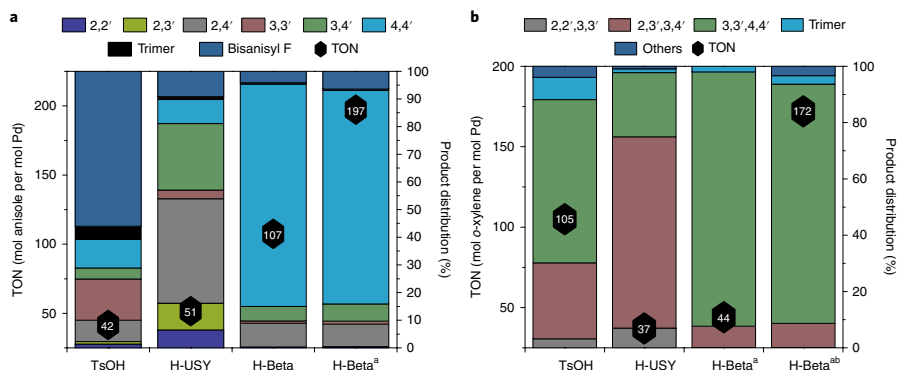 a
2,2′ 2,3′ 2,4′ 3,3′ 3,4′ 4,4′
Trimer Bisanisyl F TON
TON (mol anisole per mol Pd)
200
150
100
50
42
51
107
197
100
90
80
70
60
50
40
30
20
10
0
Product distribution (%)
TsOH H-USY H-Beta H-Betaᵃ
b
2,2′,3,3′ 2,3′,3,4′ 3,3′,4,4′ Trimer
Others TON
TON (mol o-xylene per mol Pd)
200
150
100
50
105
37
44
172
100
80
60
40
20
0
Product distribution (%)
TsOH H-USY H-Betaᵃ H-Betaᵃᵇ